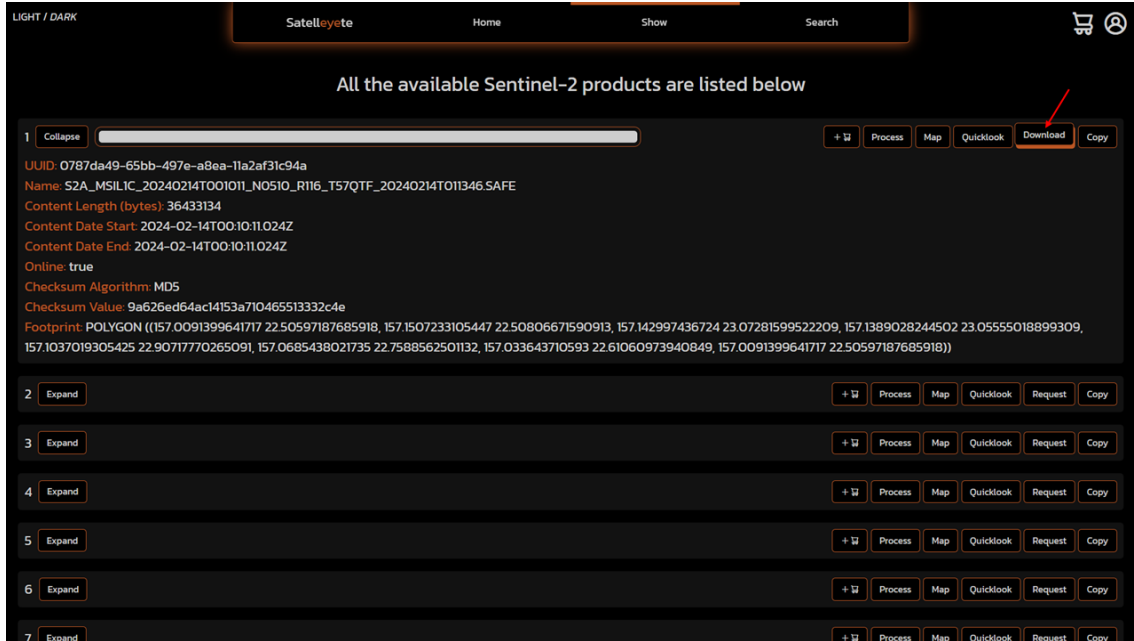 LIGHT / DARK
Satelleyete Home Show Search
All the available Sentinel-2 products are listed below
1 Collapse + Process Map Quicklook Download Copy
UUID: 0787da49-65bb-497e-a8ea-11a2af31c94a
Name: S2A_MSIL1C_20240214T001011_N0510_R116_T57QTF_20240214T011346.SAFE
Content Length (bytes): 36433134
Content Date Start: 2024-02-14T00:10:11.024Z
Content Date End: 2024-02-14T00:10:11.024Z
Online: true
Checksum Algorithm: MD5
Checksum Value: 9a626ed64ac14153a710465513332c4e
Footprint: POLYGON ((157.0091399641717 22.50597187685918, 157.1507233105447 22.50806671590913, 157.142997436724 23.07281599522209, 157.1389028244502 23.05555018899309,
157.1037019305425 22.90717770265091, 157.0685438021735 22.7588562501132, 157.033643710593 22.61060973940849, 157.0091399641717 22.50597187685918))
2 Expand + Process Map Quicklook Request Copy
3 Expand + Process Map Quicklook Request Copy
4 Expand + Process Map Quicklook Request Copy
5 Expand + Process Map Quicklook Request Copy
6 Expand + Process Map Quicklook Request Copy
7 Expand + Process Map Quicklook Request Copy